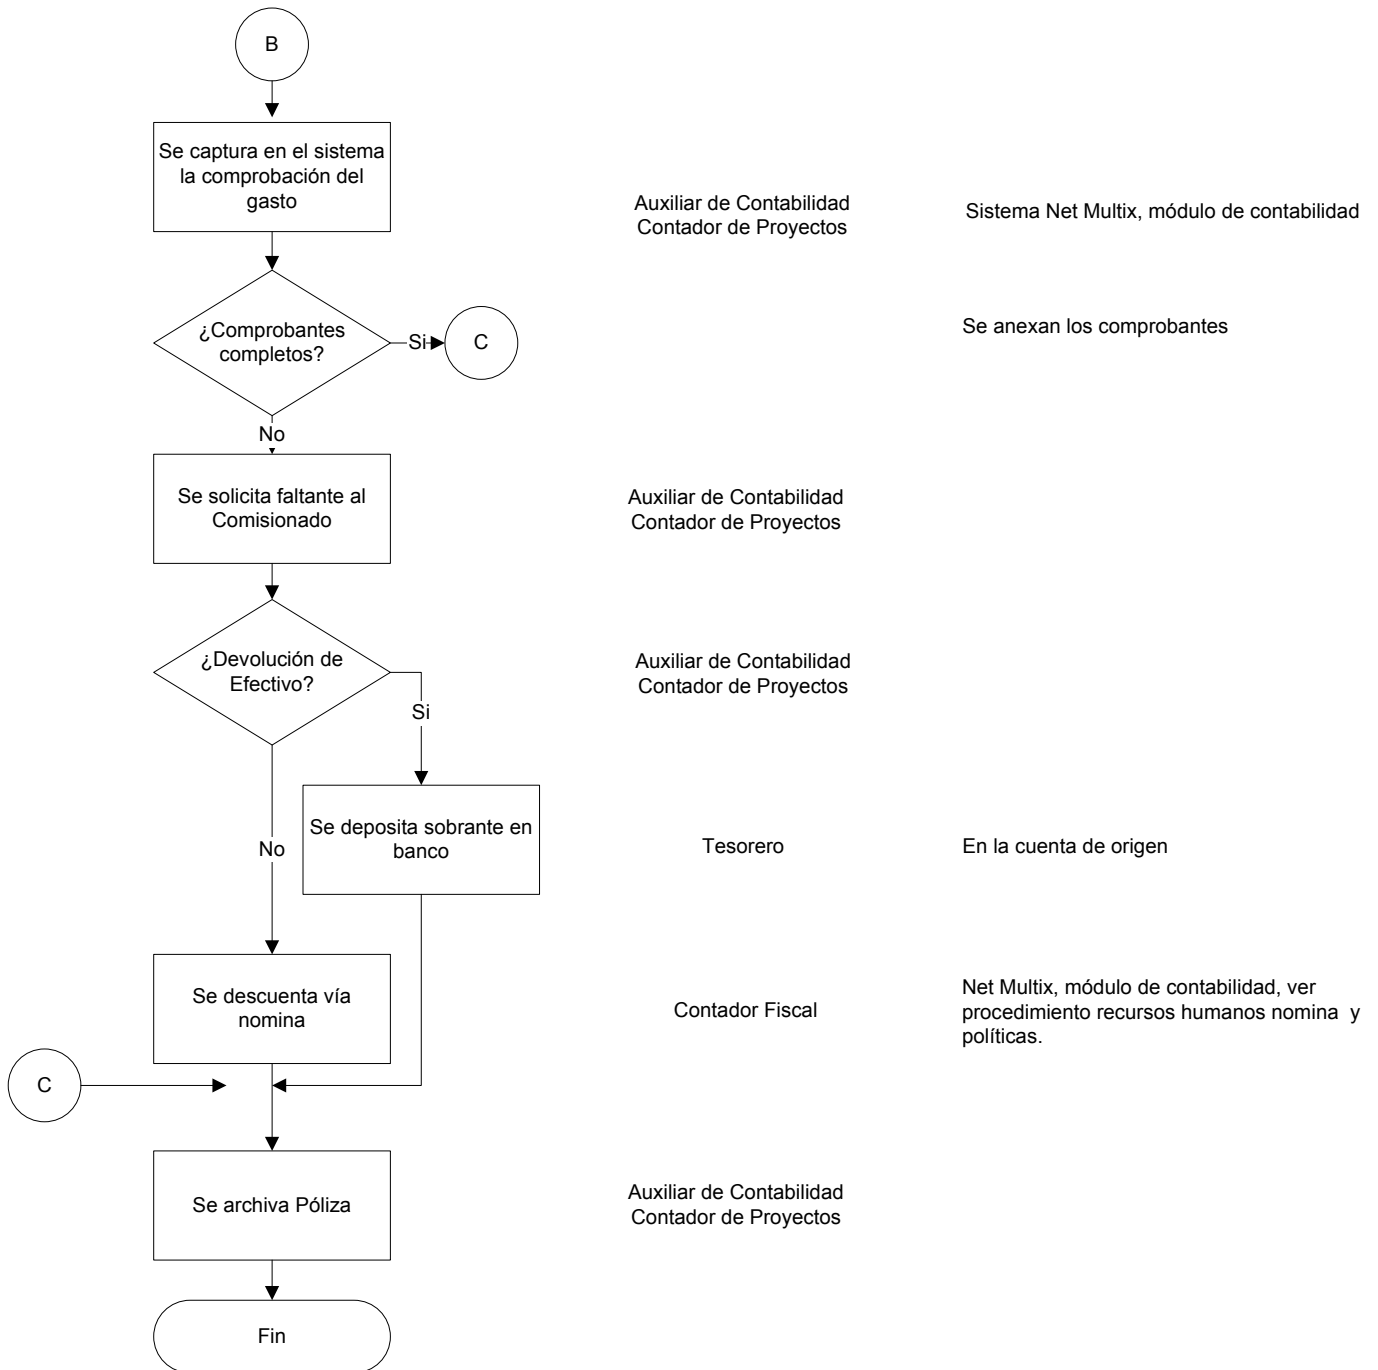 B
Se captura en el sistema
la comprobación del
gasto
Auxiliar de Contabilidad
Contador de Proyectos
Sistema Net Multix, módulo de contabilidad
¿Comprobantes
completos?
Si
C
Se anexan los comprobantes
No
Se solicita faltante al
Comisionado
Auxiliar de Contabilidad
Contador de Proyectos
¿Devolución de
Efectivo?
Auxiliar de Contabilidad
Contador de Proyectos
Si
No
Se deposita sobrante en
banco
Tesorero
En la cuenta de origen
Se descuenta vía
nomina
Contador Fiscal
Net Multix, módulo de contabilidad, ver
procedimiento recursos humanos nomina  y
políticas.
C
Se archiva Póliza
Auxiliar de Contabilidad
Contador de Proyectos
Fin